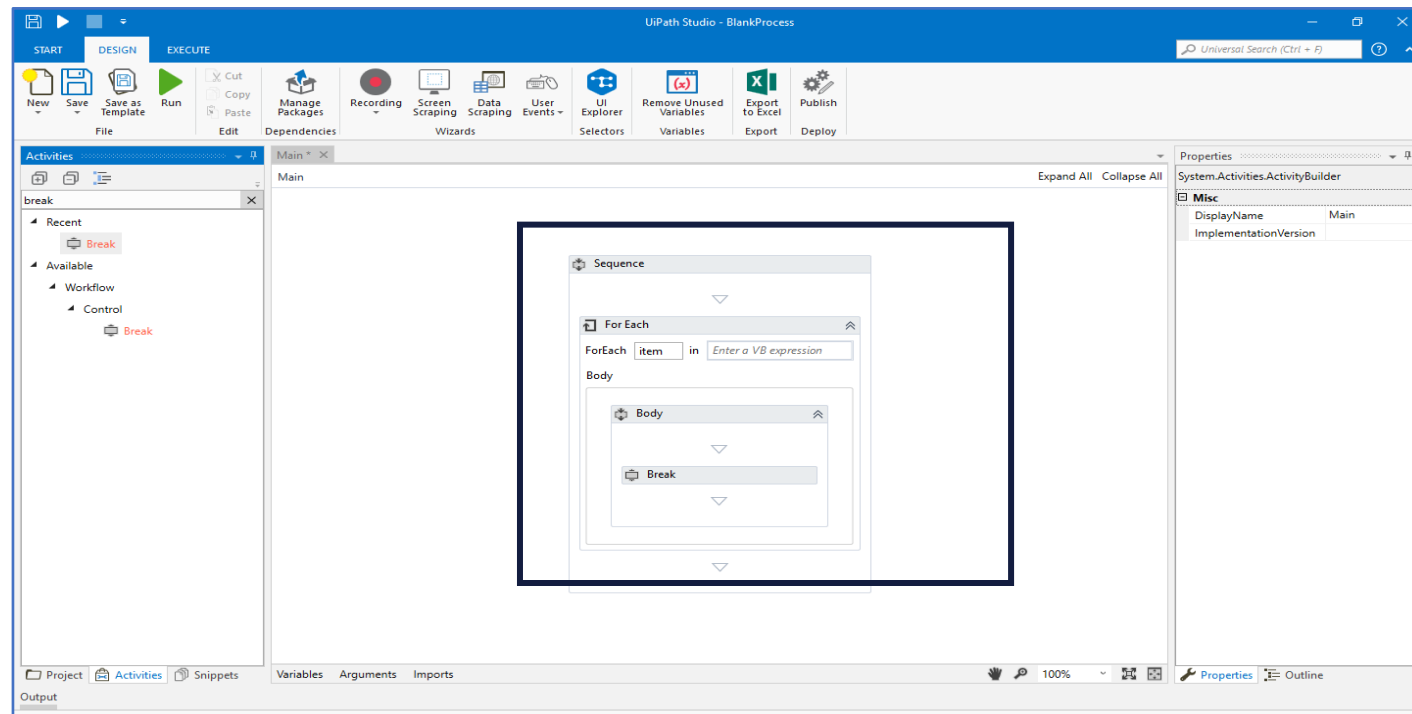 UiPath Studio - BlankProcess
START DESIGN EXECUTE
Universal Search (Ctrl + F)
New Save Save as Template Run
Cut
Copy
Paste
Manage Packages
Recording
Screen Scraping
Data Scraping
User Events
UI Explorer
Remove Unused Variables
Export to Excel
Publish
File Edit Dependencies Wizards Selectors Variables Export Deploy
Activities
break
Recent
Break
Available
Workflow
Control
Break
Main *
Main Expand All Collapse All
Sequence
For Each
ForEach item in Enter a VB expression
Body
Body
Break
Properties
System.Activities.ActivityBuilder
Misc
DisplayName Main
ImplementationVersion
Project Activities Snippets
Variables Arguments Imports
100%
Properties Outline
Output